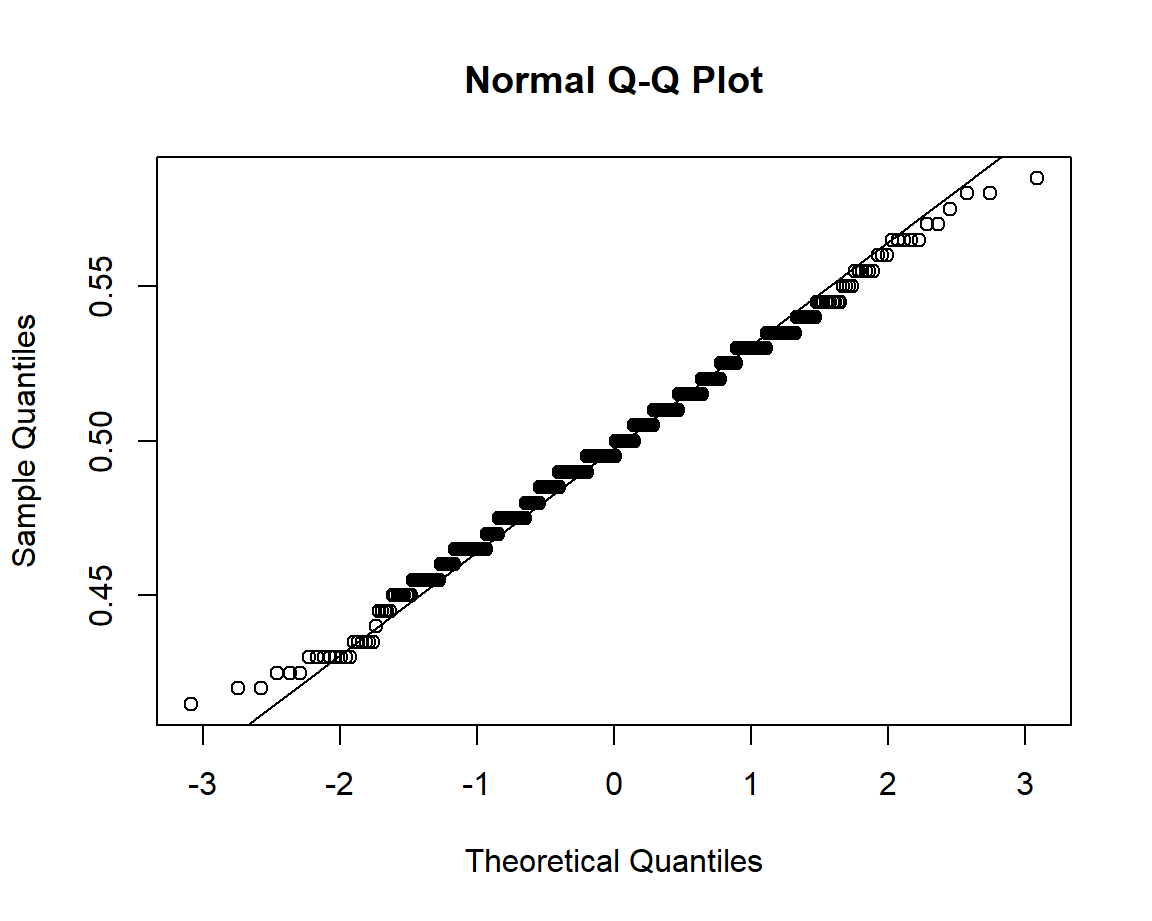 Normal Q-Q Plot
Sample Quantiles
0.55
0.50
0.45
-3 -2 -1 0 1 2 3
Theoretical Quantiles